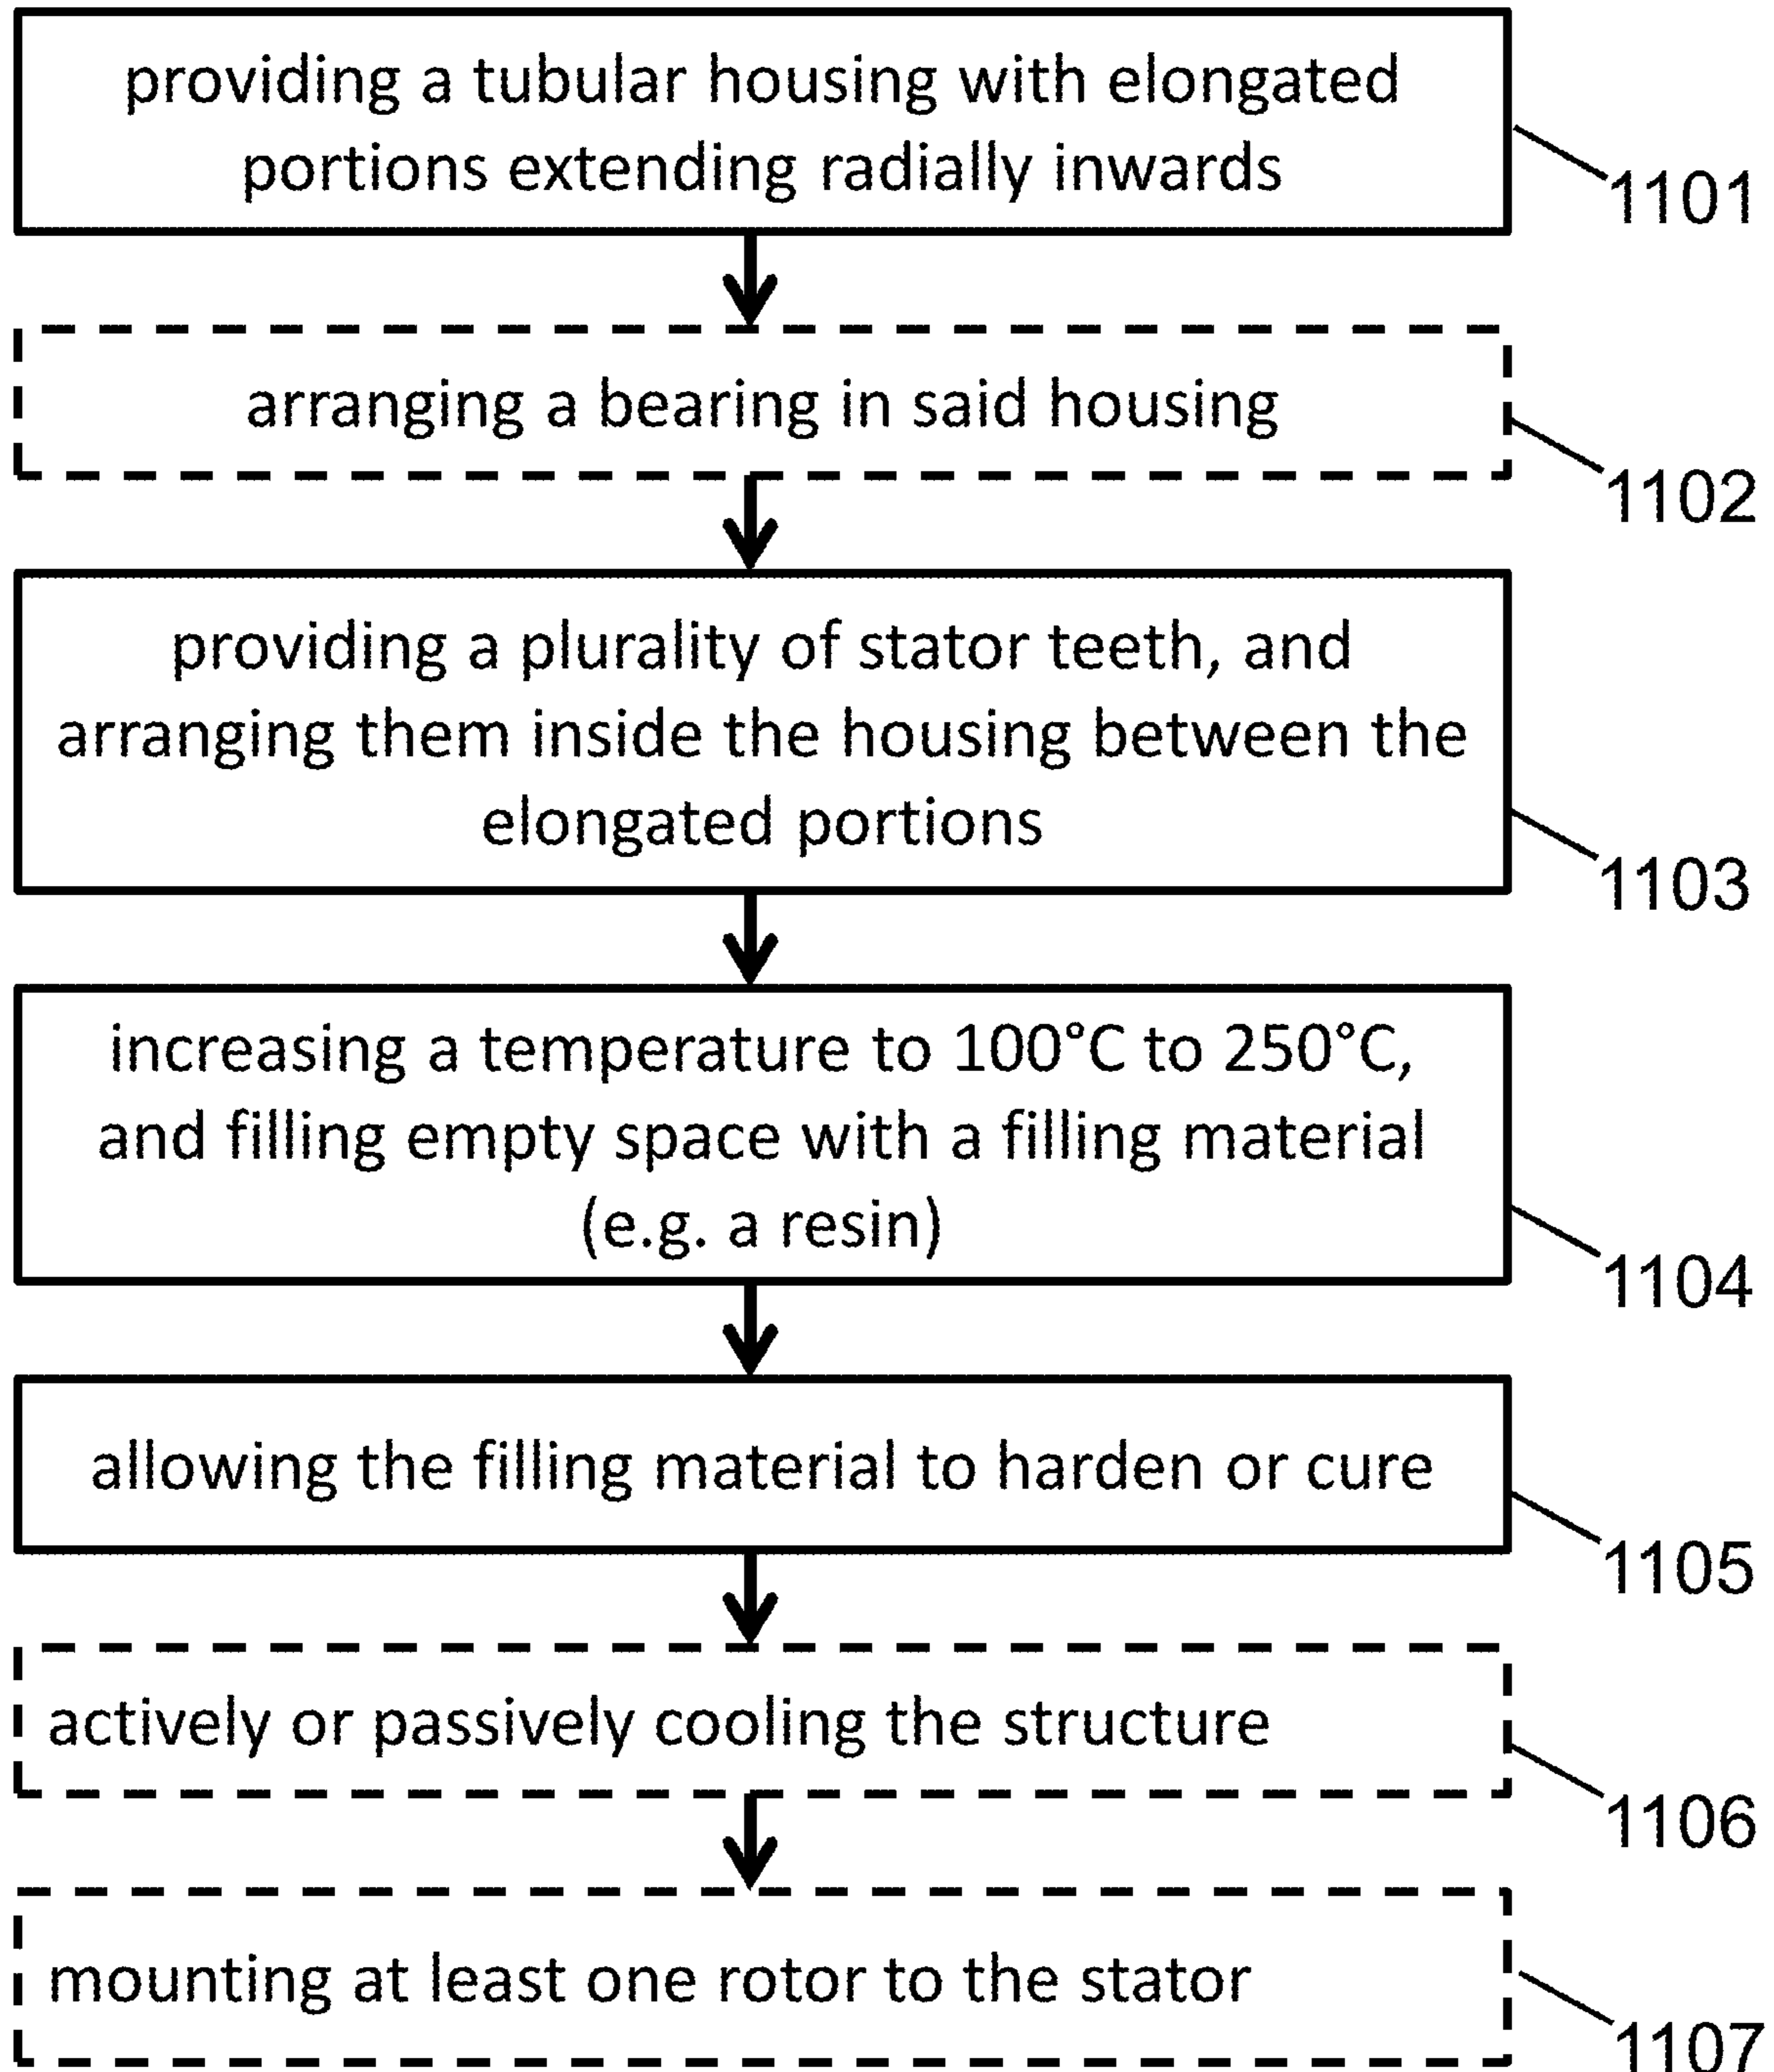 providing a tubular housing with elongated
portions extending radially inwards
1101
arranging a bearing in said housing
1102
providing a plurality of stator teeth, and
arranging them inside the housing between the
elongated portions
1103
increasing a temperature to 100°C to 250°C,
and filling empty space with a filling material
(e.g. a resin)
1104
allowing the filling material to harden or cure
1105
actively or passively cooling the structure
1106
mounting at least one rotor to the stator
1107